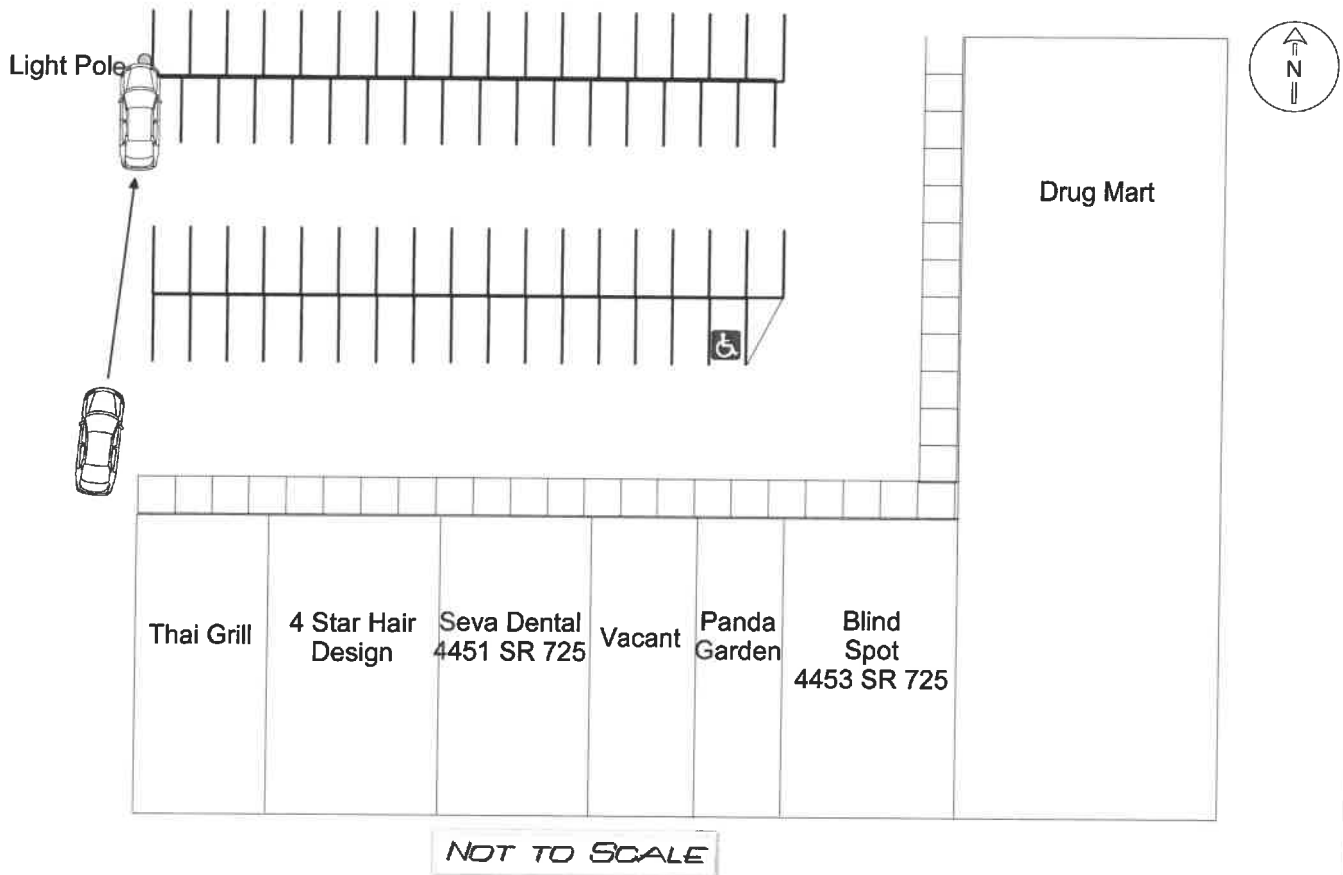 Light Pole
N
Drug Mart
Thai Grill
4 Star Hair
Design
Seva Dental
4451 SR 725
Vacant
Panda
Garden
Blind
Spot
4453 SR 725
NOT TO SCALE